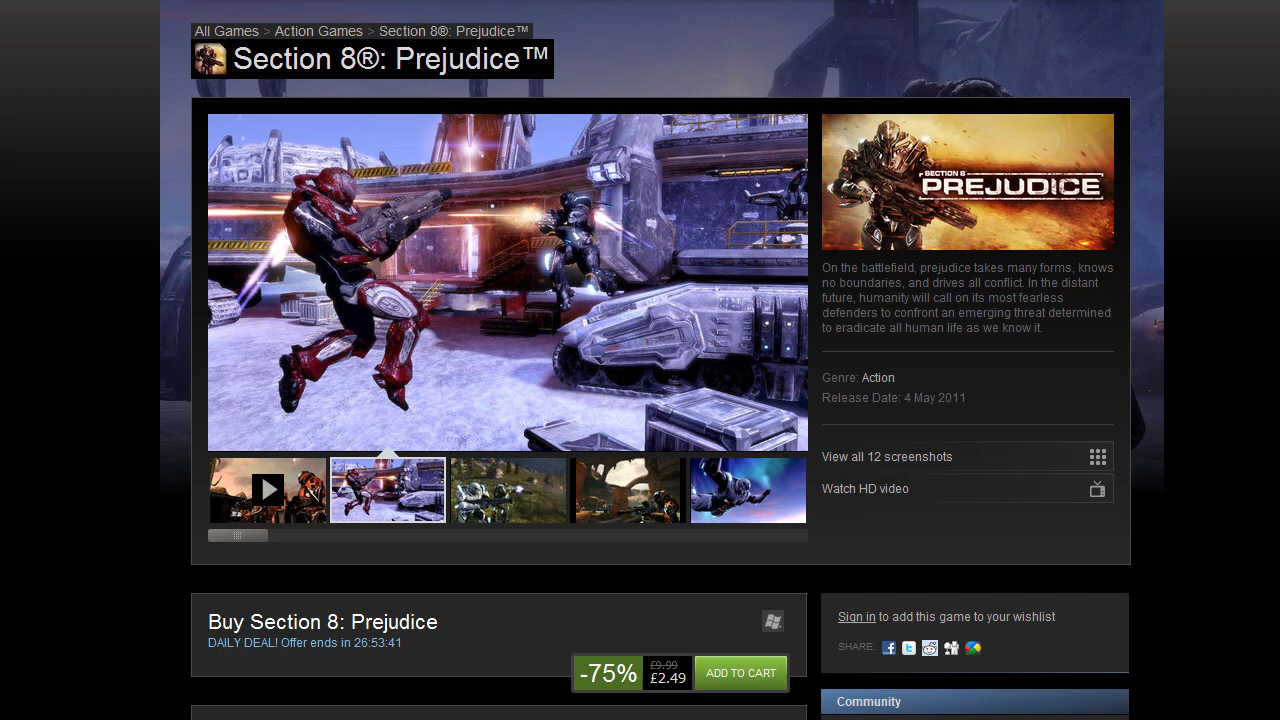 All Games > Action Games > Section 8®: Prejudice™
Section 8®: Prejudice™
SECTION 8
PREJUDICE
On the battlefield, prejudice takes many forms, knows
no boundaries, and drives all conflict. In the distant
future, humanity will call on its most fearless
defenders to confront an emerging threat determined
to eradicate all human life as we know it.
Genre: Action
Release Date: 4 May 2011
View all 12 screenshots
Watch HD video
Buy Section 8: Prejudice
DAILY DEAL! Offer ends in 26:53:41
-75%
£9.99
£2.49
ADD TO CART
Sign in to add this game to your wishlist
SHARE:
Community